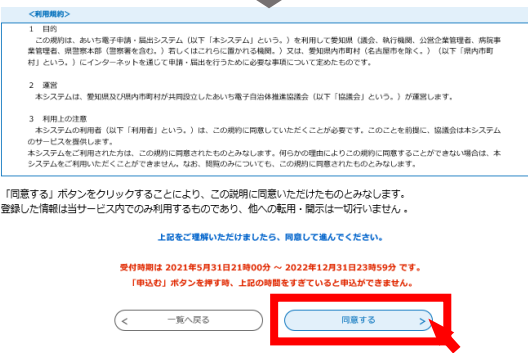 <利用規約>
1 目的
この規約は、あいち電子申請・届出システム（以下「本システム」という。）を利用して愛知県（議会、執行機関、公営企業管理者、病院事
業管理者、県警察本部（警察署を含む。）若しくはこれらに置かれる機関。）又は、愛知県内市町村（名古屋市を除く。）（以下「県内市町
村」という。）にインターネットを通じて申請・届出を行うために必要な事項について定めたものです。
2 運営
本システムは、愛知県及び県内市町村が共同設立したあいち電子自治体推進協議会（以下「協議会」という。）が運営します。
3 利用上の注意
本システムの利用者（以下「利用者」という。）は、この規約に同意していただくことが必要です。このことを前提に、協議会は本システム
のサービスを提供します。
本システムをご利用された方は、この規約に同意されたものとみなします。何らかの理由によりこの規約に同意することができない場合は、本
システムをご利用いただくことができません。なお、閲覧のみについても、この規約に同意されたものとみなします。
「同意する」ボタンをクリックすることにより、この説明に同意いただけたものとみなします。
登録した情報は当サービス内でのみ利用するものであり、他への転用・開示は一切行いません 。
上記をご理解いただけましたら、同意して進んでください。
受付時期は 2021年5月31日21時00分 ～ 2022年12月31日23時59分 です。
「申込む」ボタンを押す時、上記の時間をすぎていると申込ができません。
< 一覧へ戻る
同意する >